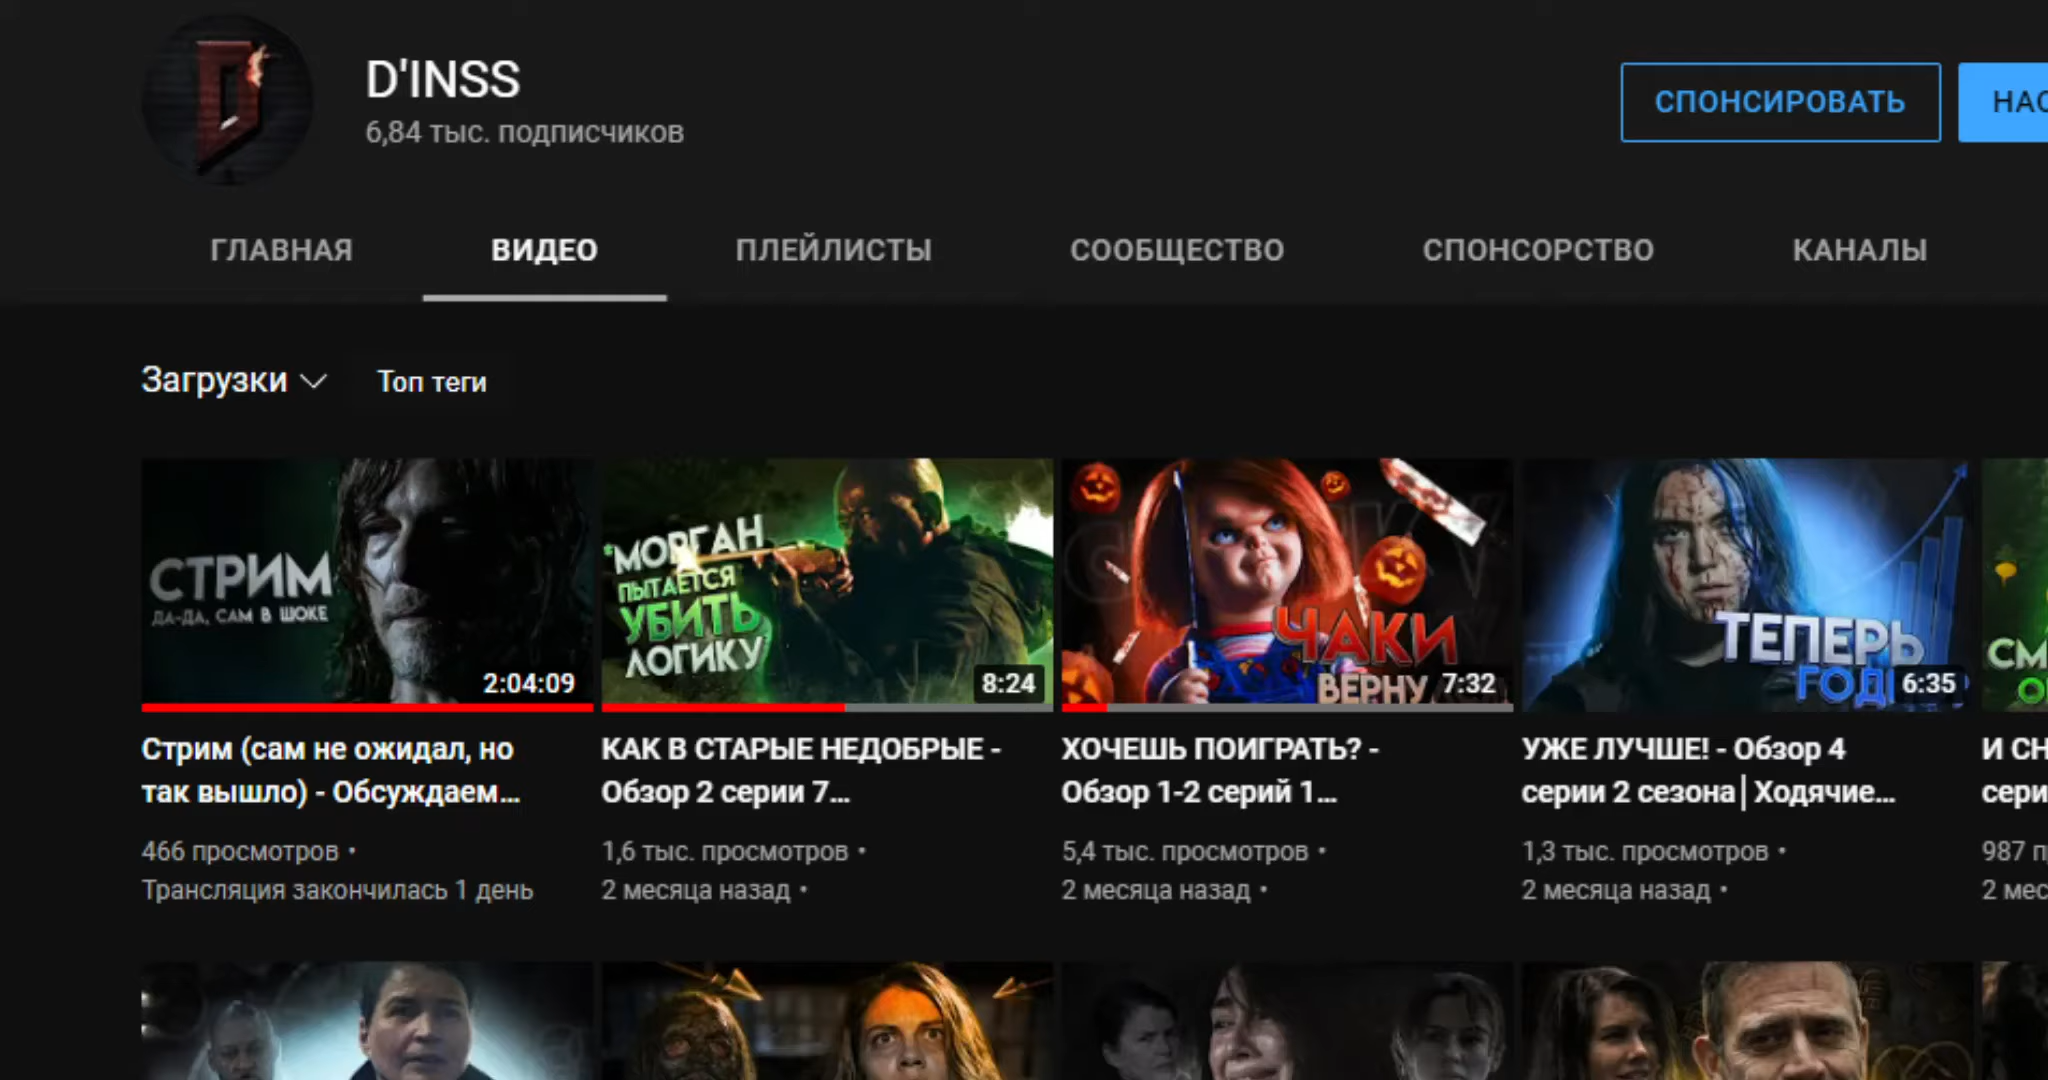 D'INSS
6,84 тыс. подписчиков
СПОНСИРОВАТЬ
ГЛАВНАЯ
ВИДЕО
ПЛЕЙЛИСТЫ
СООБЩЕСТВО
СПОНСОРСТВО
КАНАЛЫ
Загрузки
Топ теги
СТРИМ
ДА-ДА, САМ В ШОКЕ
2:04:09
МОРГАН
ПЫТАЕТСЯ
УБИТЬ
ЛОГИКУ
8:24
ЧАКИ
ВЕРНУ
7:32
ТЕПЕРЬ
ГОД
6:35
Стрим (сам не ожидал, но
так вышло) - Обсуждаем...
466 просмотров •
Трансляция закончилась 1 день
КАК В СТАРЫЕ НЕДОБРЫЕ -
Обзор 2 серии 7...
1,6 тыс. просмотров •
2 месяца назад •
ХОЧЕШЬ ПОИГРАТЬ? -
Обзор 1-2 серий 1...
5,4 тыс. просмотров •
2 месяца назад •
УЖЕ ЛУЧШЕ! - Обзор 4
серии 2 сезона│Ходячие...
1,3 тыс. просмотров •
2 месяца назад •
987